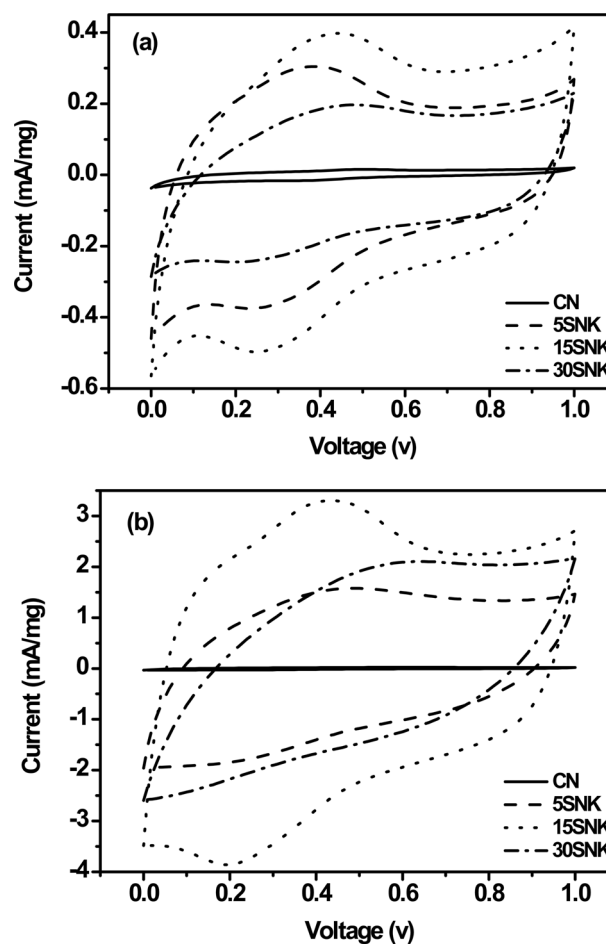 (a)
0.4
0.2
0.0
-0.2
-0.4
-0.6
Current (mA/mg)
CN
5SNK
15SNK
30SNK
0.0 0.2 0.4 0.6 0.8 1.0
Voltage (v)
(b)
3
2
1
0
-1
-2
-3
-4
Current (mA/mg)
CN
5SNK
15SNK
30SNK
0.0 0.2 0.4 0.6 0.8 1.0
Voltage (v)